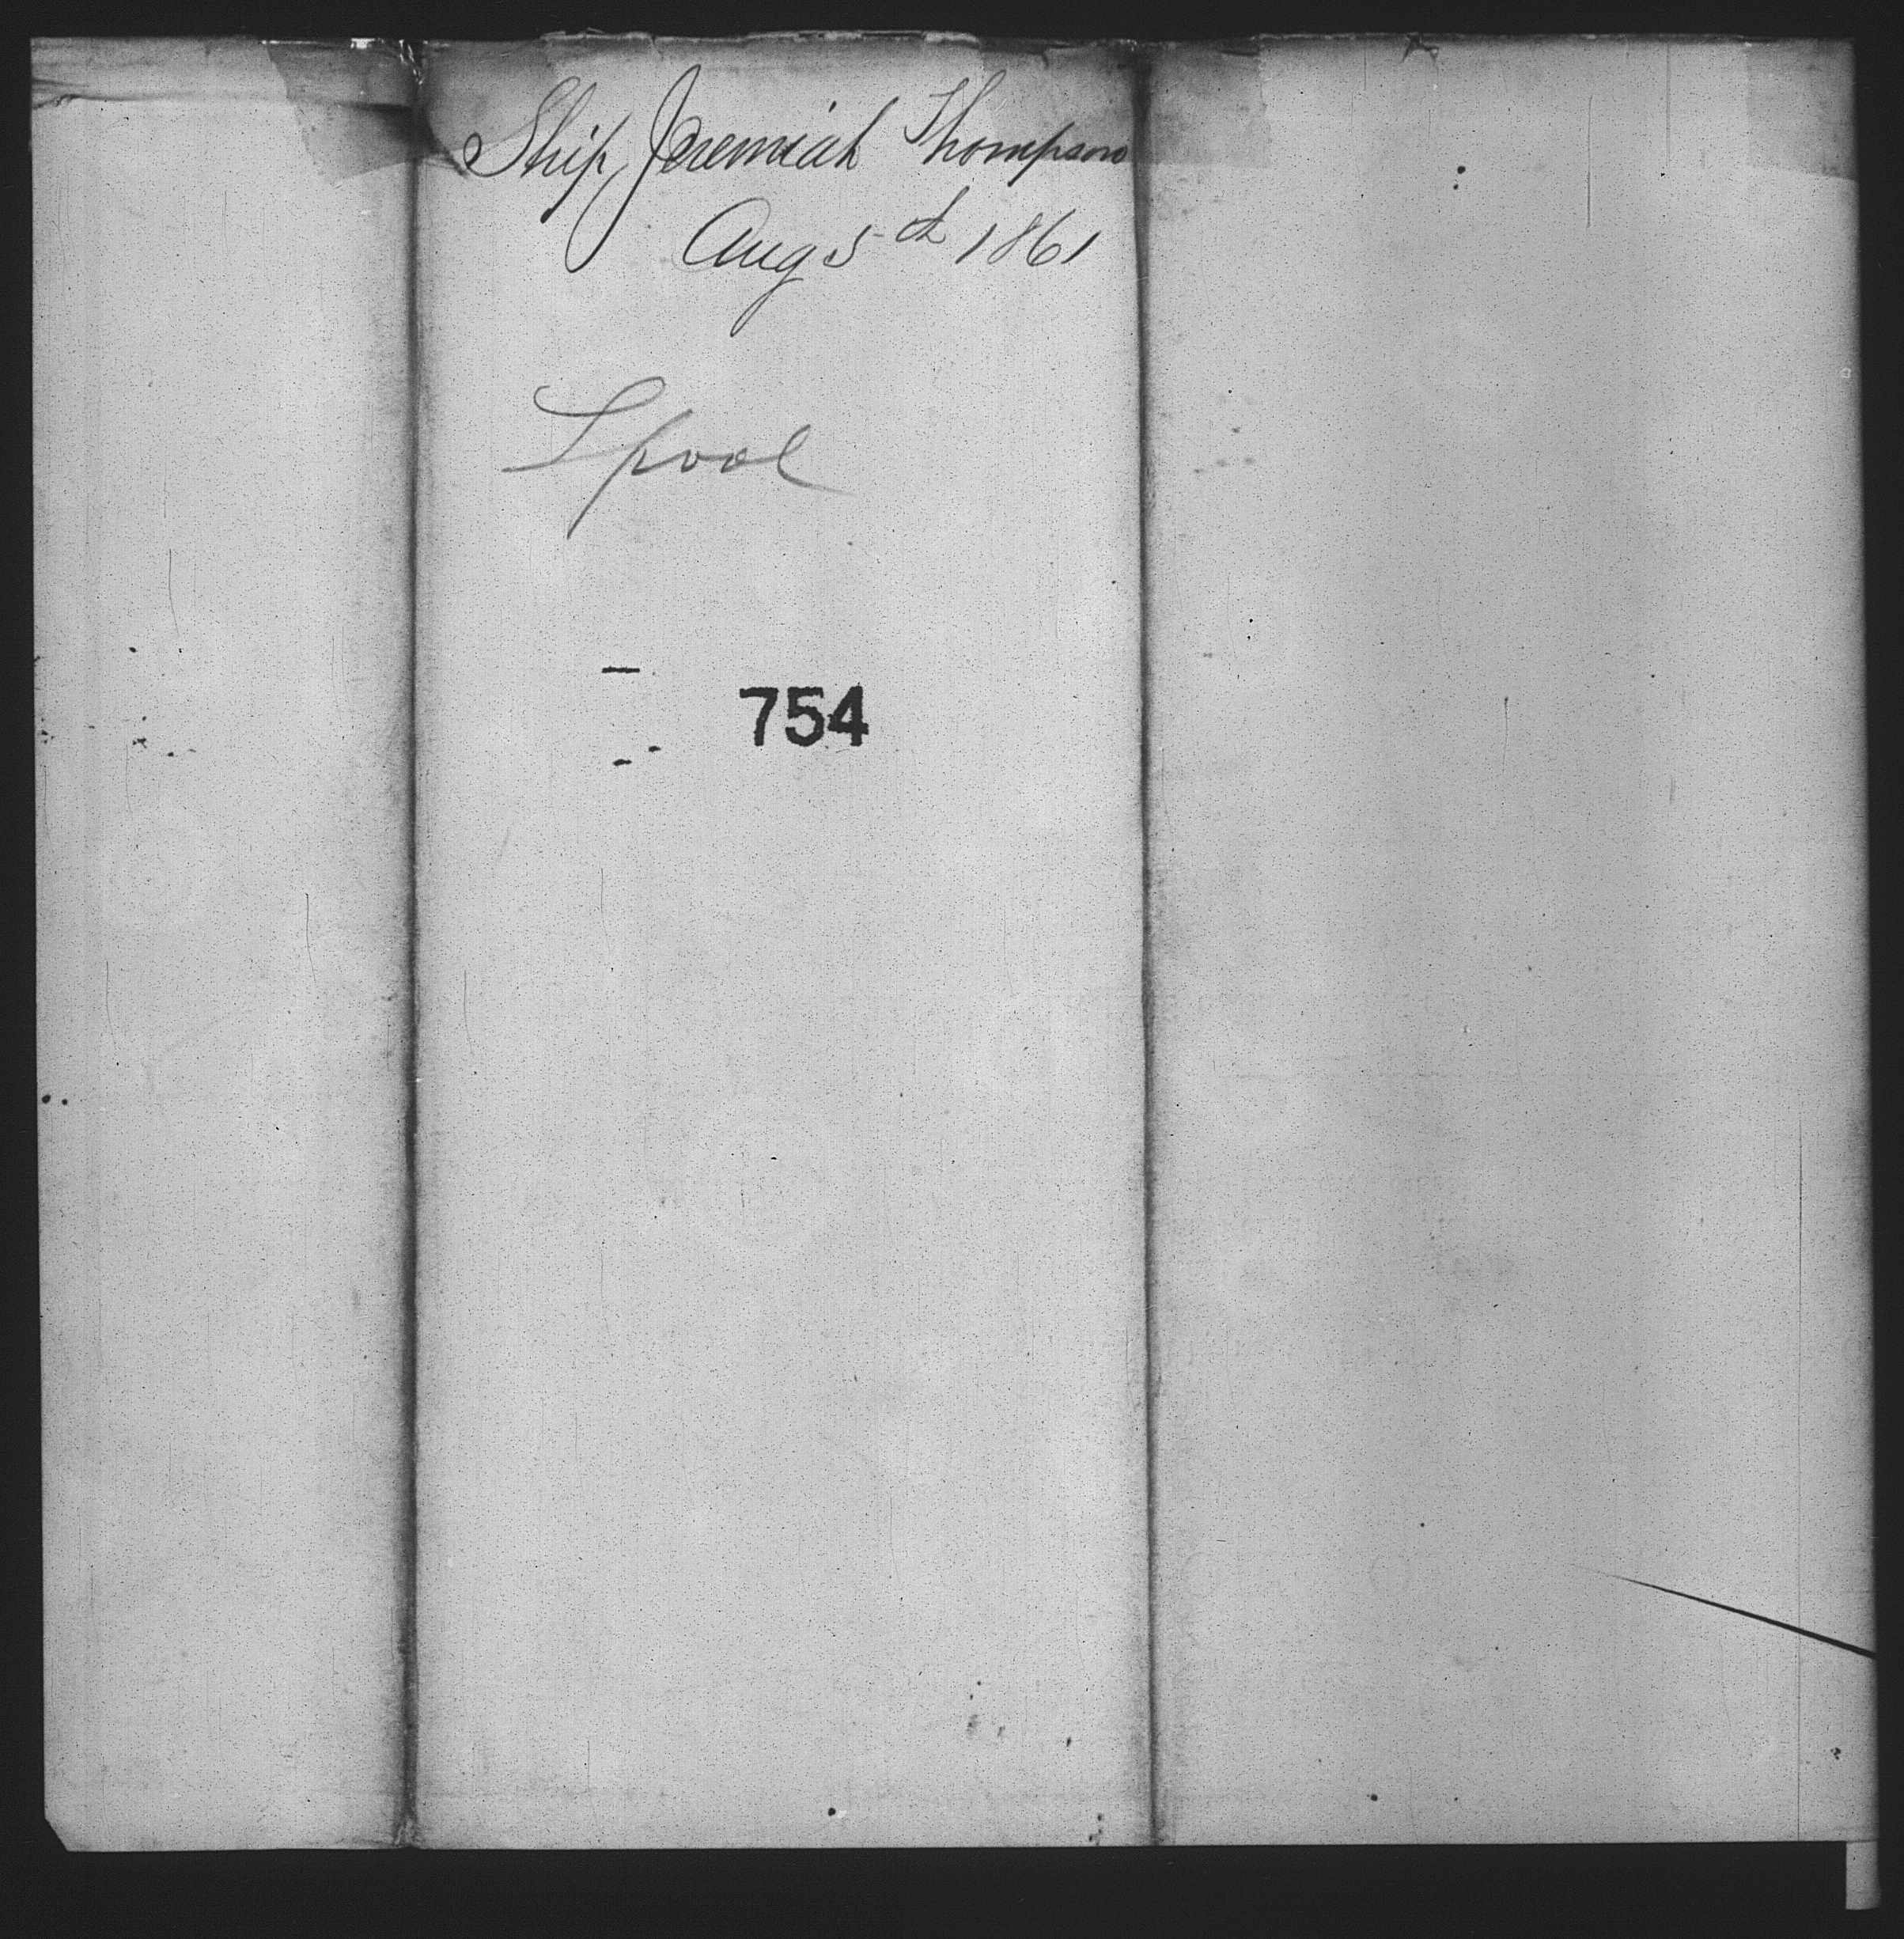 Ship Jeremiah Thompson
Aug 5th 1861
Lpool
754